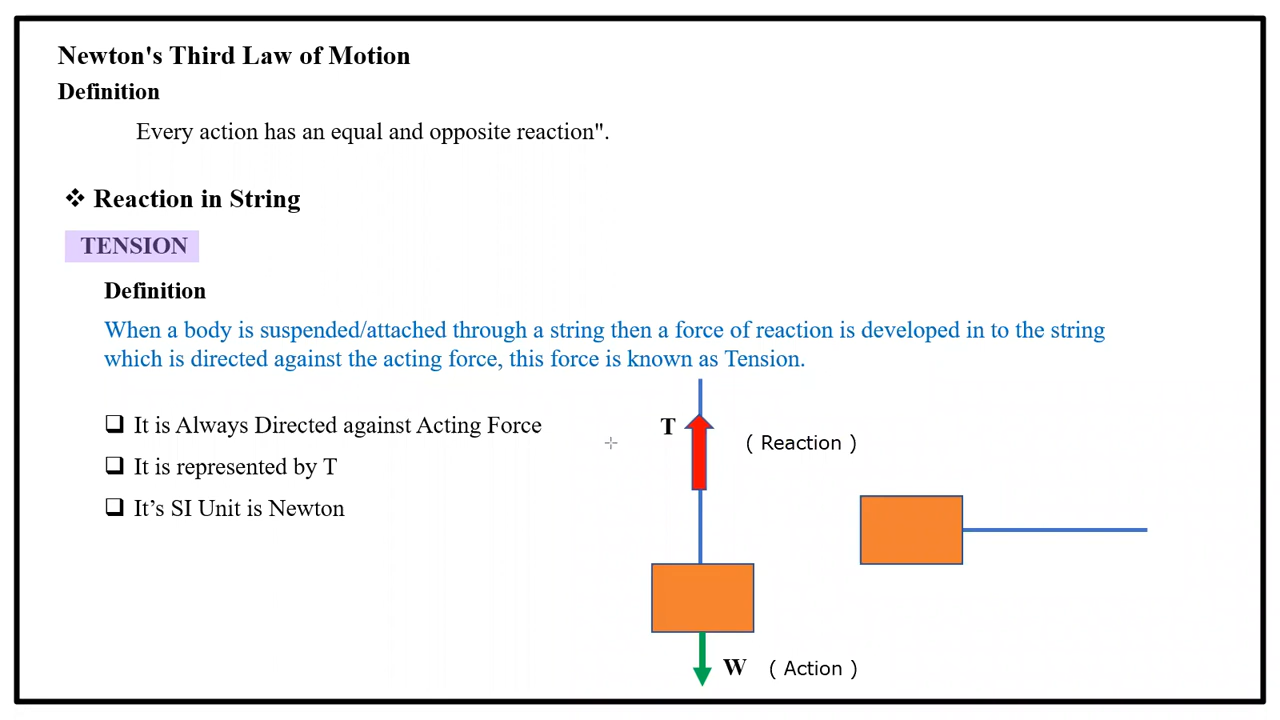 Newton's Third Law of Motion
Definition
Every action has an equal and opposite reaction".
❖ Reaction in String
TENSION
Definition
When a body is suspended/attached through a string then a force of reaction is developed in to the string
which is directed against the acting force, this force is known as Tension.
❑ It is Always Directed against Acting Force
❑ It is represented by T
❑ It’s SI Unit is Newton
T
( Reaction )
W ( Action )